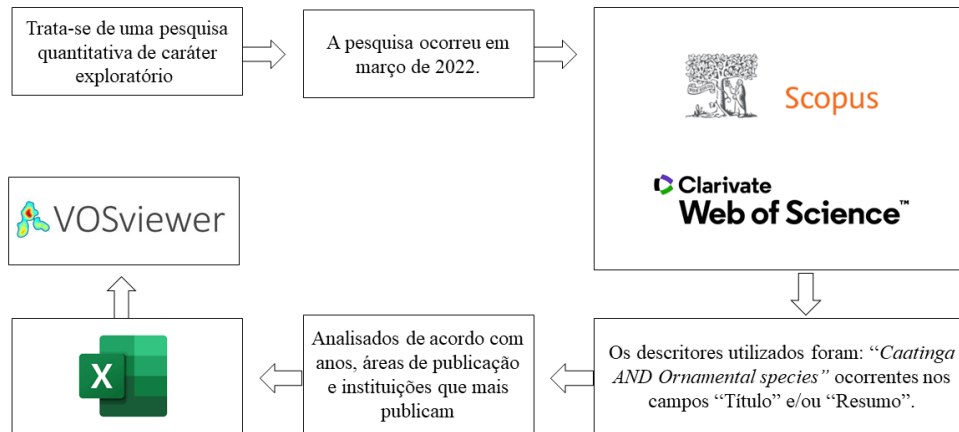 Trata-se de uma pesquisa
quantitativa de caráter
exploratório
A pesquisa ocorreu em
março de 2022.
Scopus
Clarivate
Web of Science™
Os descritores utilizados foram: “Caatinga
AND Ornamental species” ocorrentes nos
campos “Título” e/ou “Resumo”.
Analisados de acordo com
anos, áreas de publicação
e instituições que mais
publicam
X
VOSviewer